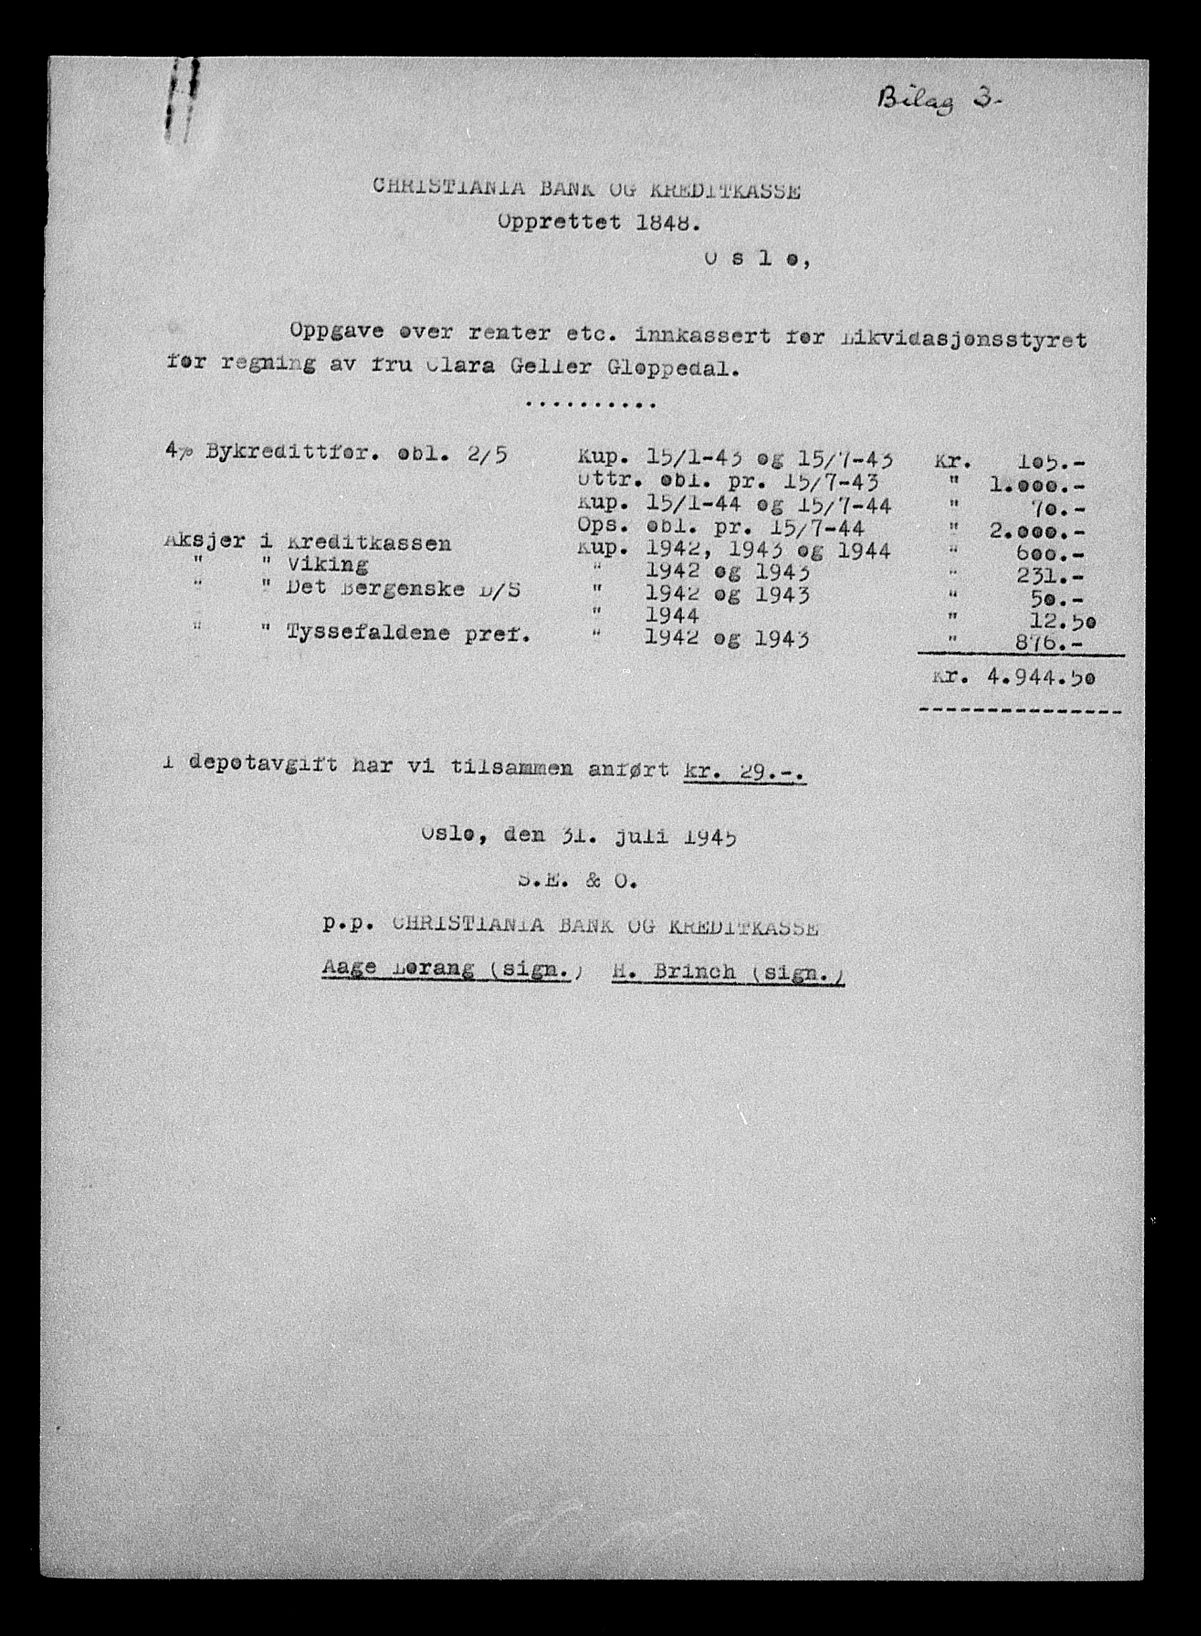 Bilag 3.
CHRISTIANIA BANK OG KREDITKASSE
Opprettet 1848.
O s l o,
Oppgave over renter etc. innkassert for Likvidasjonsstyret
for regning av fru Clara Geller Gloppedal.
..........
4% Bykredittfor. obl. 2/5 Kup. 15/1-43 og 15/7-43 Kr. 105.-
Uttr. obl. pr. 15/7-43 " 1.000.-
Kup. 15/1-44 og 15/7-44 " 70.-
Ops. obl. pr. 15/7-44 " 2.000.-
Aksjer i Kreditkassen Kup. 1942, 1943 og 1944 " 600.-
" " Viking " 1942 og 1943 " 231.-
" " Det Bergenske D/S " 1942 og 1943 " 50.-
" 1944 " 12.50
" " Tyssefaldene pref. " 1942 og 1943 " 876.-
Kr. 4.944.50
I depotavgift har vi tilsammen anført kr. 29.-.
Oslo, den 31. juli 1945
S.E. & O.
p.p. CHRISTIANIA BANK OG KREDITKASSE
Aage Lorang (sign.) H. Brinch (sign.)